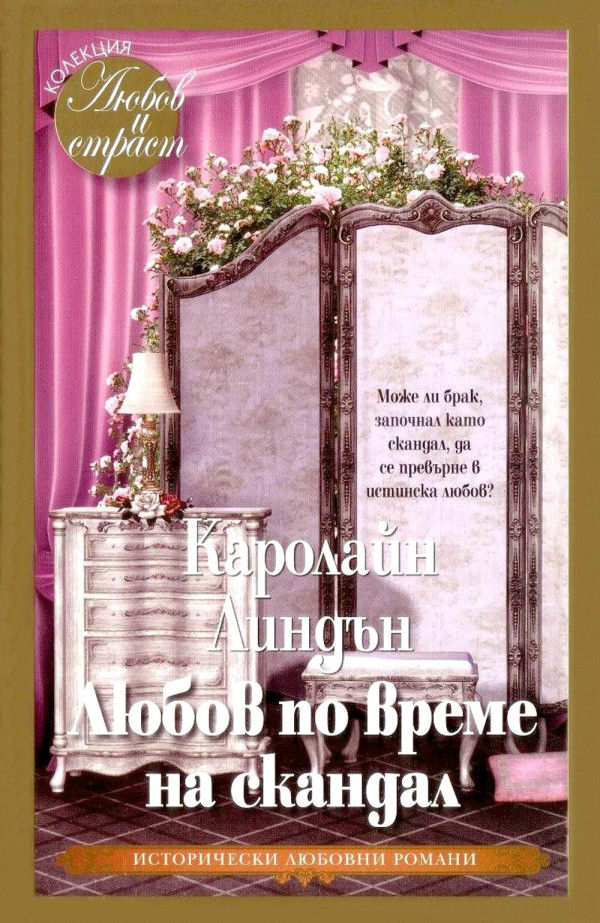 КОЛЕКЦИЯ
Любов
и
страст
Може ли брак,
започнал като
скандал, да
се превърне в
истинска любов?
Каролайн
Линдън
Любов по време
на скандал
ИСТОРИЧЕСКИ ЛЮБОВНИ РОМАНИ